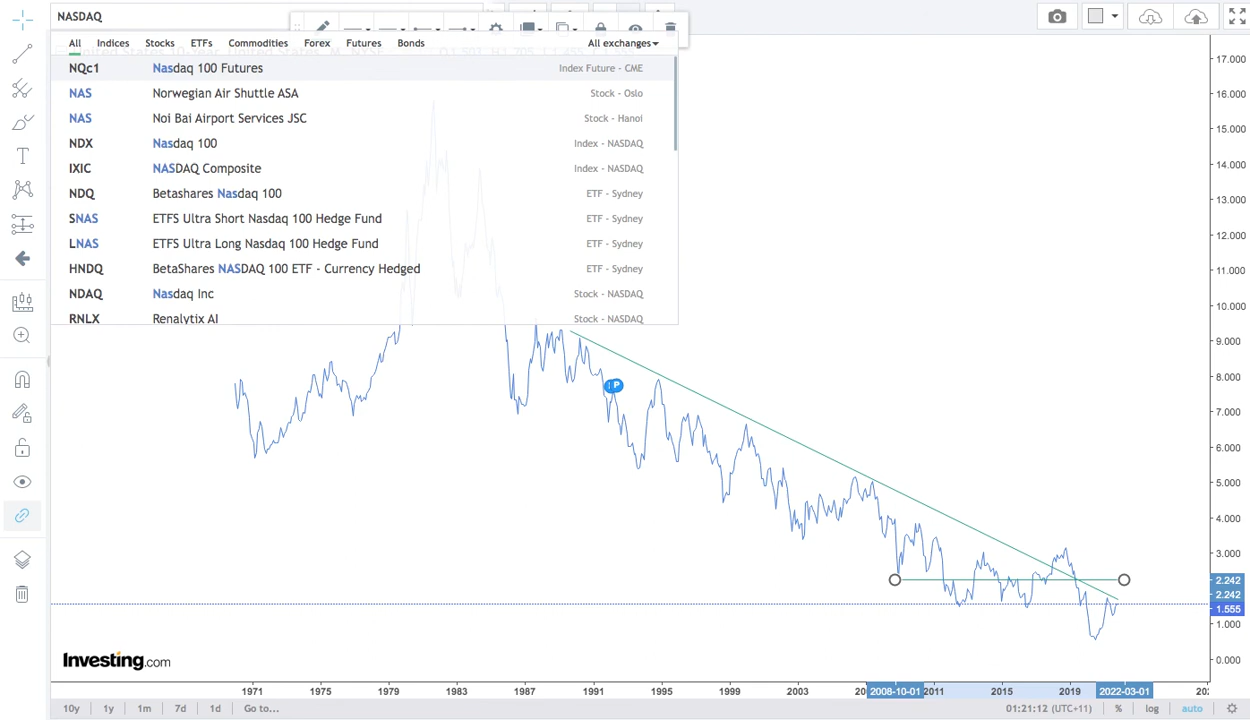 NASDAQ
All Indices Stocks ETFs Commodities Forex Futures Bonds All exchanges
NQc1 Nasdaq 100 Futures Index Future - CME
NAS Norwegian Air Shuttle ASA Stock - Oslo
NAS Noi Bai Airport Services JSC Stock - Hanoi
NDX Nasdaq 100 Index - NASDAQ
IXIC NASDAQ Composite Index - NASDAQ
NDQ Betashares Nasdaq 100 ETF - Sydney
SNAS ETFS Ultra Short Nasdaq 100 Hedge Fund ETF - Sydney
LNAS ETFS Ultra Long Nasdaq 100 Hedge Fund ETF - Sydney
HNDQ BetaShares NASDAQ 100 ETF - Currency Hedged ETF - Sydney
NDAQ Nasdaq Inc Stock - NASDAQ
RNLX Renalytix AI Stock - NASDAQ
17.000
16.000
15.000
14.000
13.000
12.000
11.000
10.000
9.000
8.000
7.000
6.000
5.000
4.000
3.000
2.242
2.242
1.555
1.000
0.000
P
Investing.com
1971 1975 1979 1983 1987 1991 1995 1999 2003 2008-10-01 2011 2015 2019 2022-03-01
10y 1y 1m 7d 1d Go to... 01:21:12 (UTC+11) % log auto